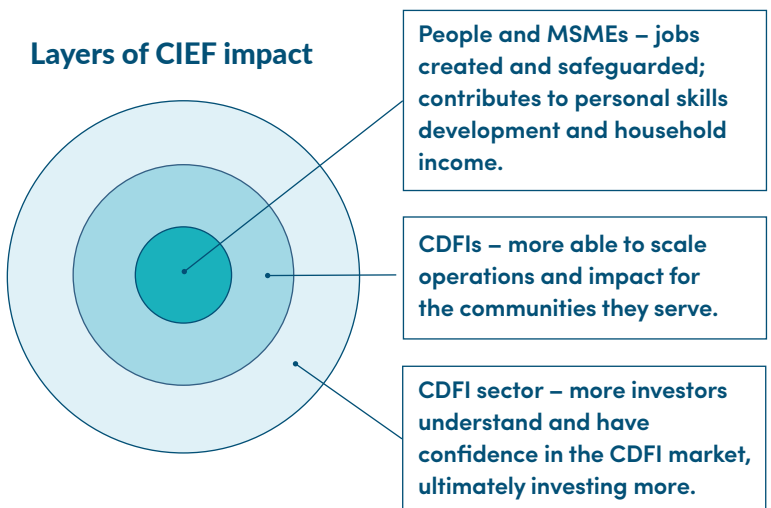 Layers of CIEF impact
People and MSMEs – jobs
created and safeguarded;
contributes to personal skills
development and household
income.
CDFIs – more able to scale
operations and impact for
the communities they serve.
CDFI sector – more investors
understand and have
confidence in the CDFI market,
ultimately investing more.